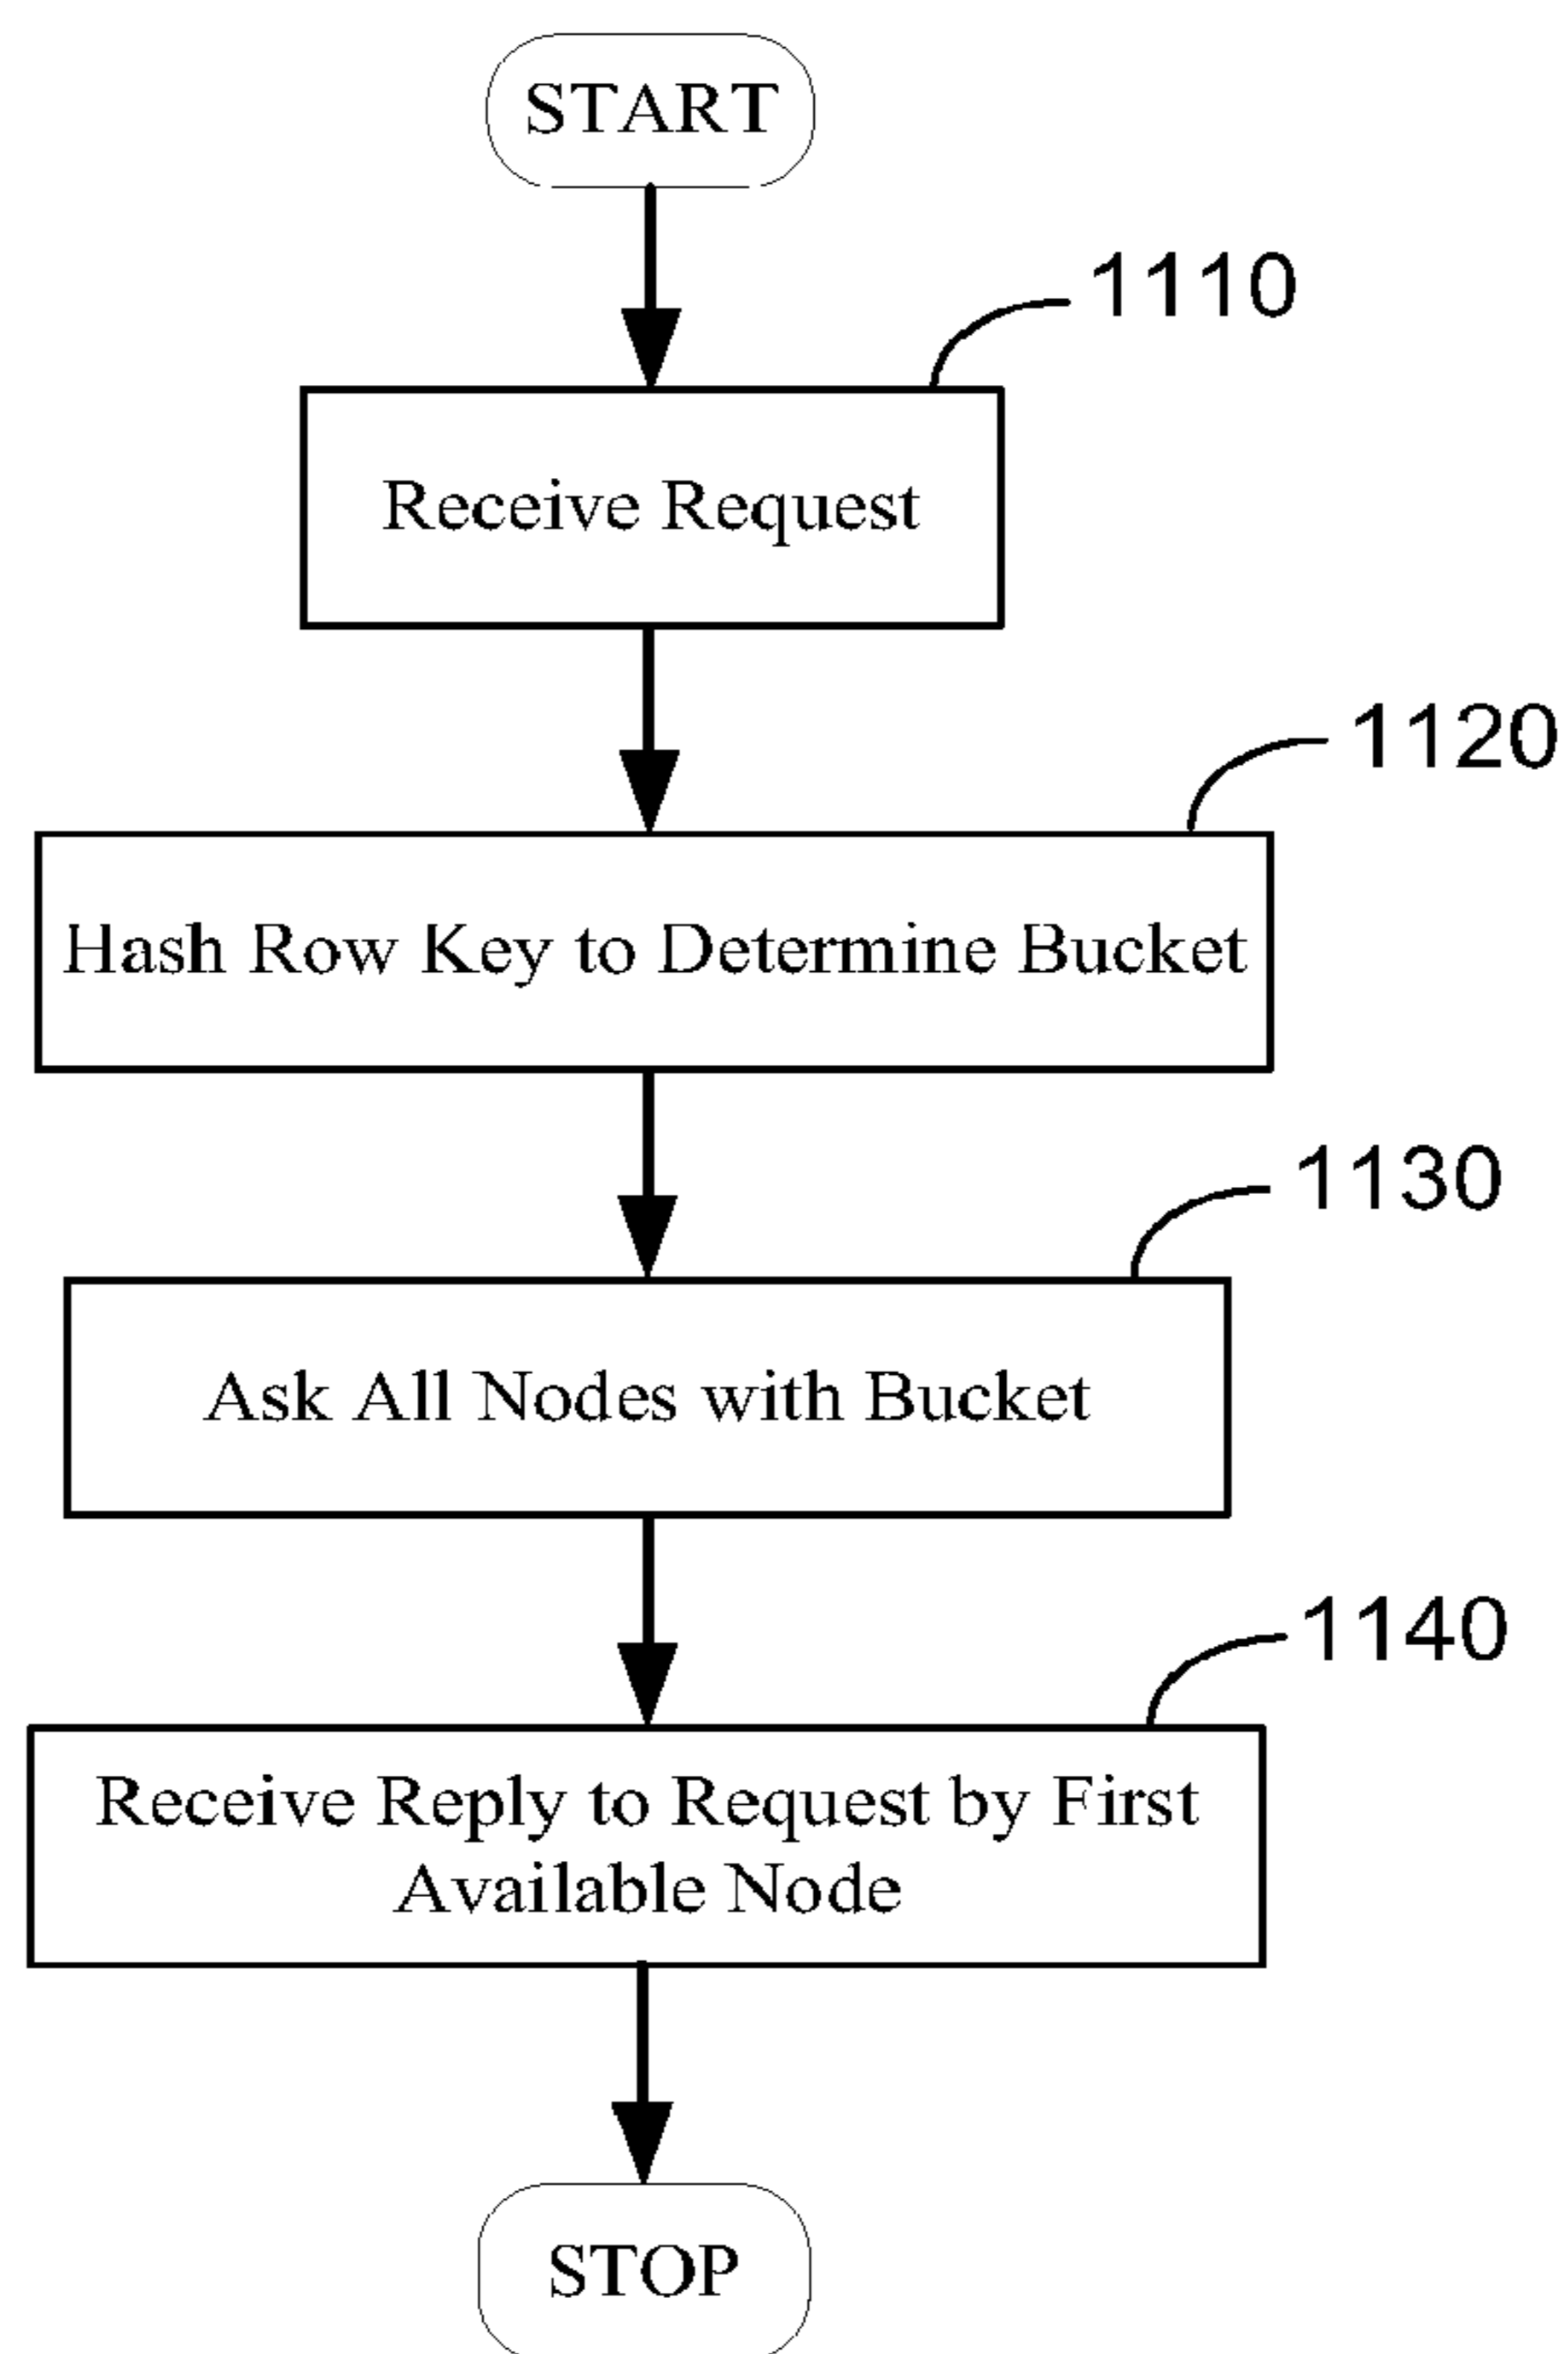 START
1110
Receive Request
1120
Hash Row Key to Determine Bucket
1130
Ask All Nodes with Bucket
1140
Receive Reply to Request by First
Available Node
STOP